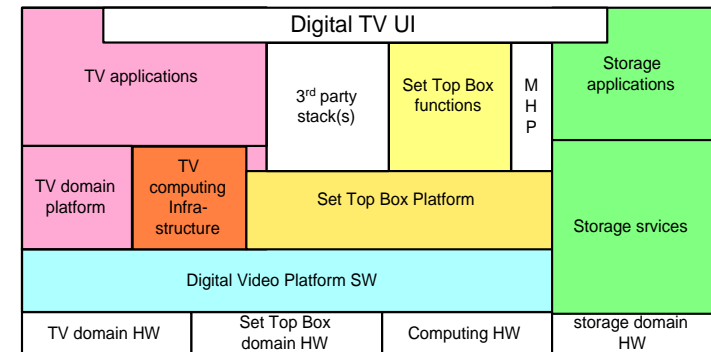 Digital TV UI
TV applications
3rd party
stack(s)
Set Top Box
functions
M
H
P
Storage
applications
TV domain
platform
TV
computing
Infra-
structure
Set Top Box Platform
Storage srvices
Digital Video Platform SW
TV domain HW
Set Top Box
domain HW
Computing HW
storage domain
HW